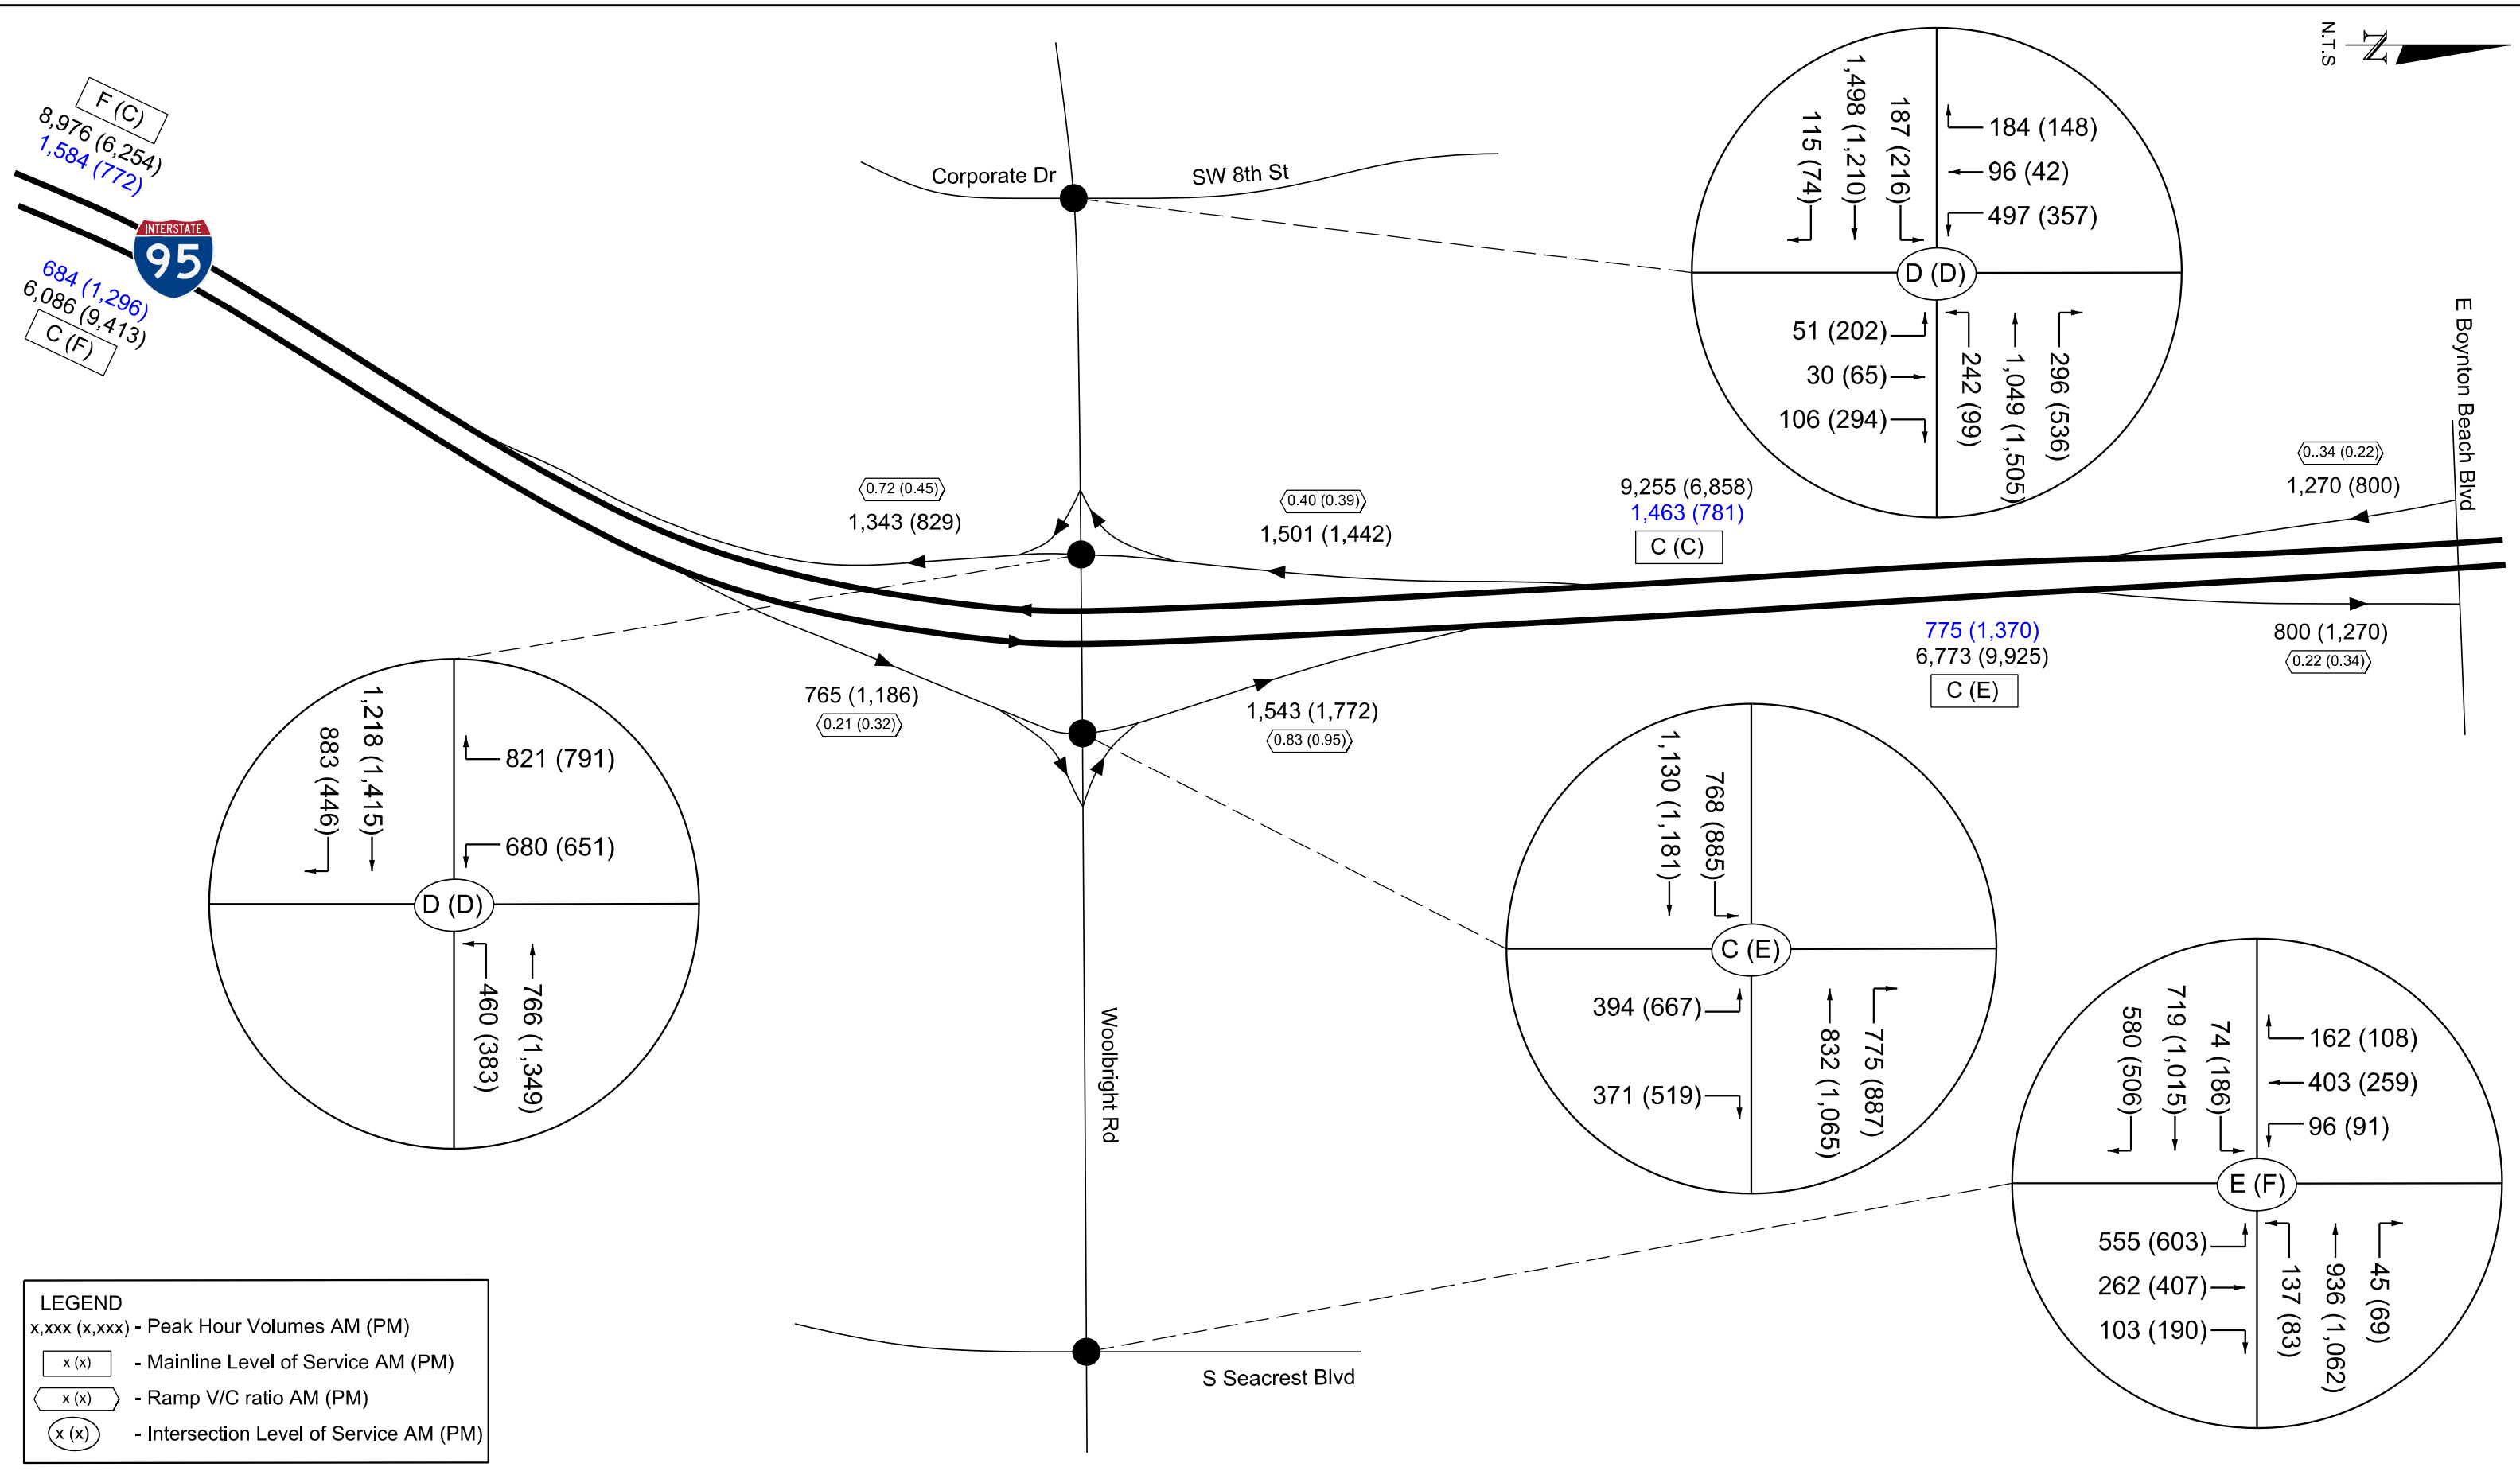 N.T.S
N
F (C)
8,976 (6,254)
1,584 (772)
INTERSTATE
95
684 (1,296)
6,086 (9,413)
C (F)
Corporate Dr
SW 8th St
115 (74)
1,498 (1,210)
187 (216)
184 (148)
96 (42)
497 (357)
D (D)
51 (202)
30 (65)
106 (294)
242 (99)
1,049 (1,505)
296 (536)
E Boynton Beach Blvd
0..34 (0.22)
1,270 (800)
0.72 (0.45)
1,343 (829)
0.40 (0.39)
1,501 (1,442)
9,255 (6,858)
1,463 (781)
C (C)
775 (1,370)
6,773 (9,925)
C (E)
800 (1,270)
0.22 (0.34)
765 (1,186)
0.21 (0.32)
1,543 (1,772)
0.83 (0.95)
883 (446)
1,218 (1,415)
821 (791)
680 (651)
D (D)
460 (383)
766 (1,349)
1,130 (1,181)
768 (885)
C (E)
394 (667)
371 (519)
832 (1,065)
775 (887)
Woolbright Rd
580 (506)
719 (1,015)
74 (186)
162 (108)
403 (259)
96 (91)
E (F)
555 (603)
262 (407)
103 (190)
137 (83)
936 (1,062)
45 (69)
S Seacrest Blvd
LEGEND
x,xxx (x,xxx) - Peak Hour Volumes AM (PM)
x (x) - Mainline Level of Service AM (PM)
x (x) - Ramp V/C ratio AM (PM)
x (x) - Intersection Level of Service AM (PM)